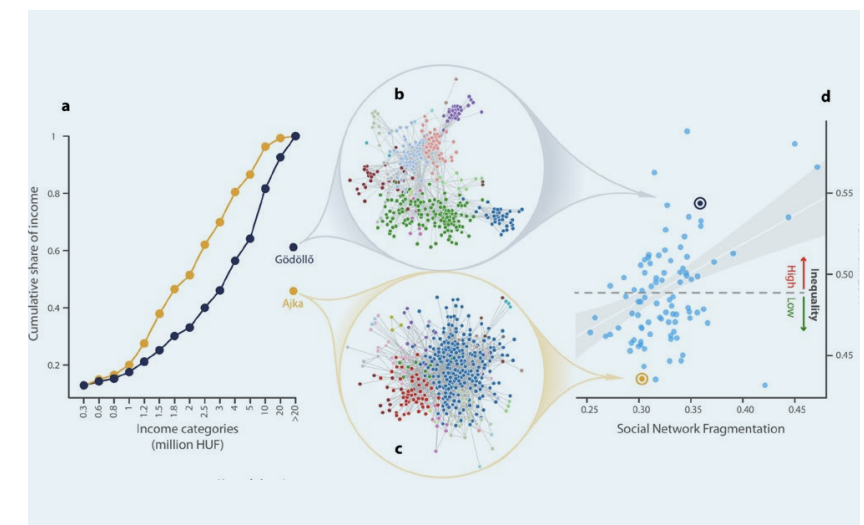 a
b
d
c
Cumulative share of income
1
0.8
0.6
0.4
0.2
0.3
0.6
0.8
1
1.2
1.5
1.8
2
2.5
3
4
5
10
20
>20
Income categories
(million HUF)
Gödöllő
Ajka
0.55
0.50
0.45
High
Low
Inequality
0.25
0.30
0.35
0.40
0.45
Social Network Fragmentation